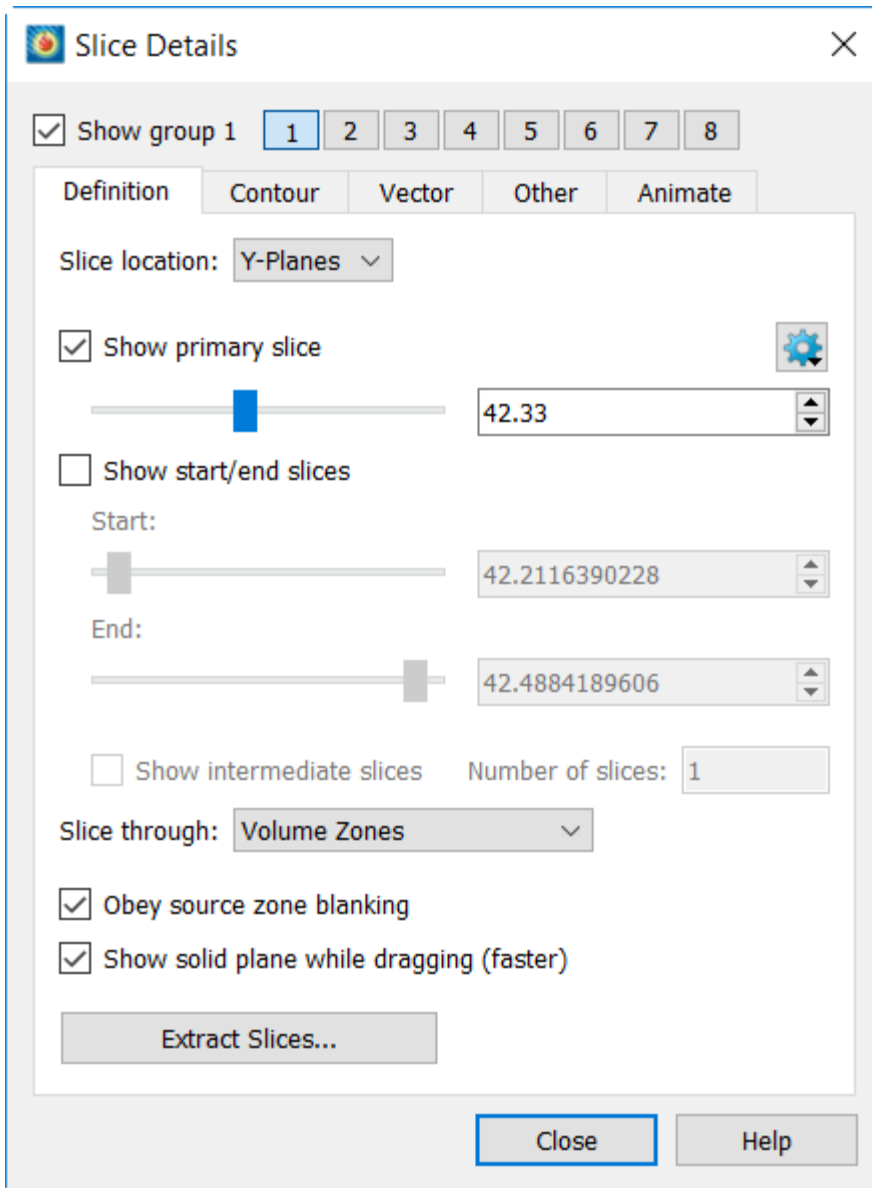 Slice Details
Show group 1 1 2 3 4 5 6 7 8
Definition Contour Vector Other Animate
Slice location: Y-Planes
Show primary slice
42.33
Show start/end slices
Start:
42.2116390228
End:
42.4884189606
Show intermediate slices Number of slices: 1
Slice through: Volume Zones
Obey source zone blanking
Show solid plane while dragging (faster)
Extract Slices...
Close Help